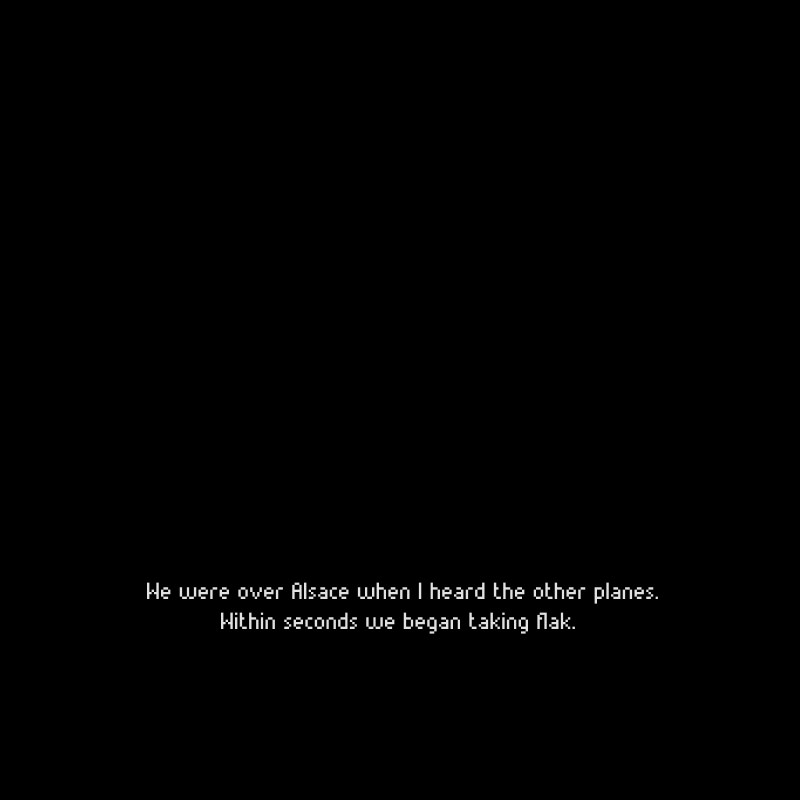 We were over Alsace when I heard the other planes.
Within seconds we began taking flak.